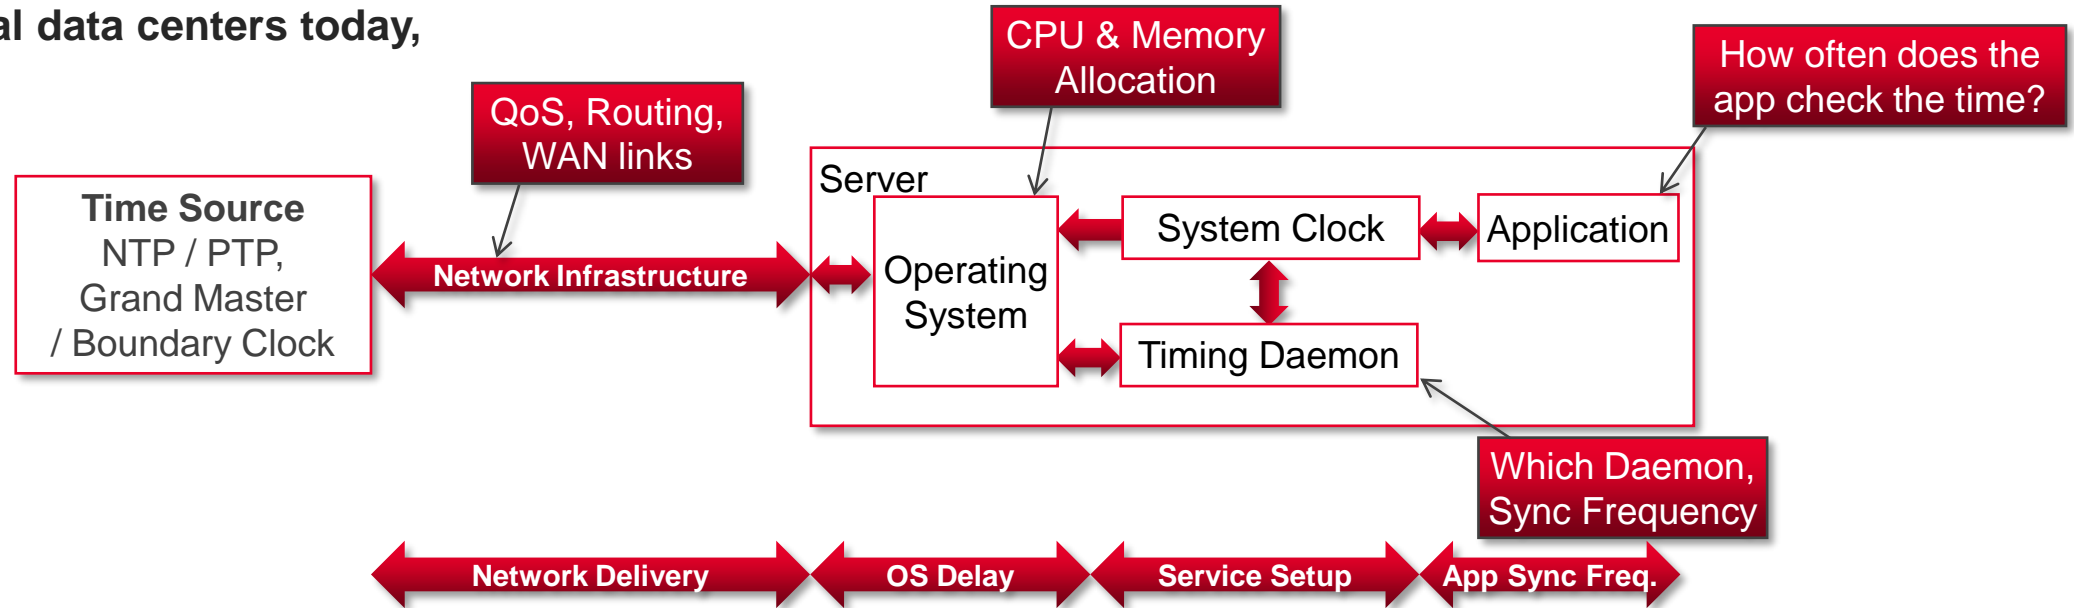 al data centers today,
CPU & Memory
Allocation
How often does the
app check the time?
QoS, Routing,
WAN links
Server
Time Source
NTP / PTP,
Grand Master
/ Boundary Clock
Network Infrastructure
Operating
System
System Clock
Application
Timing Daemon
Which Daemon,
Sync Frequency
Network Delivery
OS Delay
Service Setup
App Sync Freq.